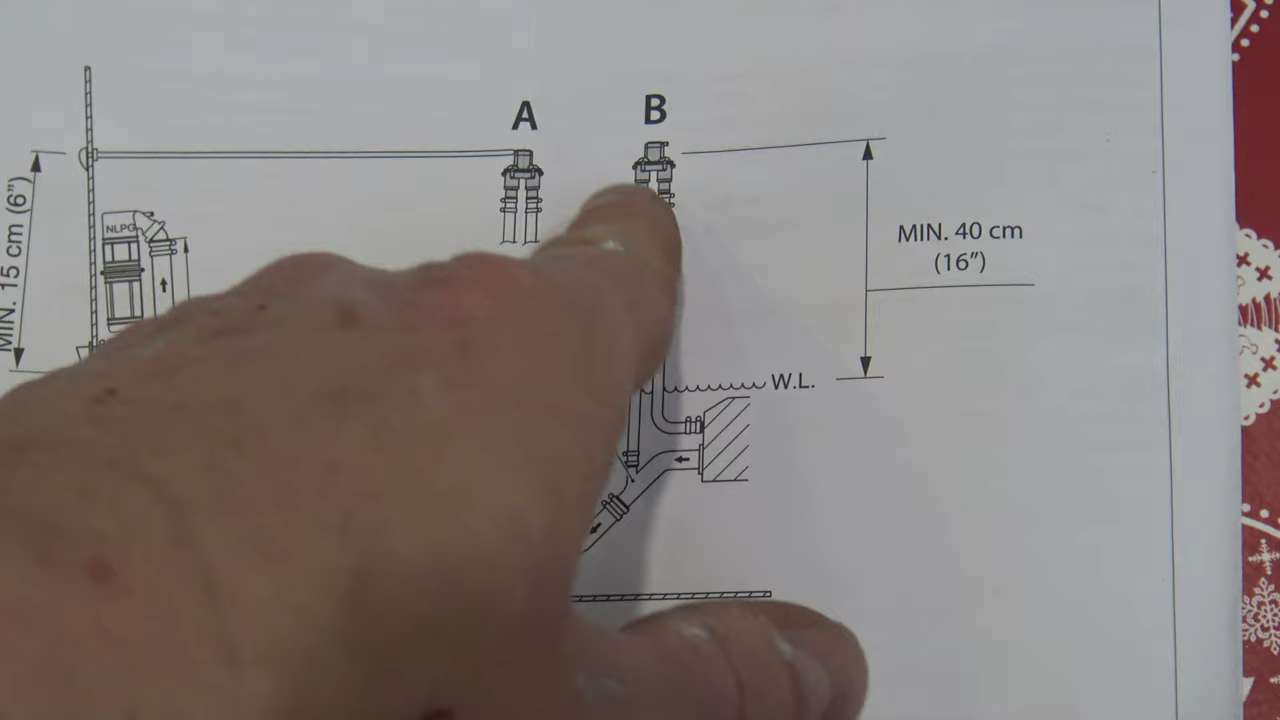 A
B
MIN. 15 cm (6”)
NLPG
MIN. 40 cm
(16”)
W.L.